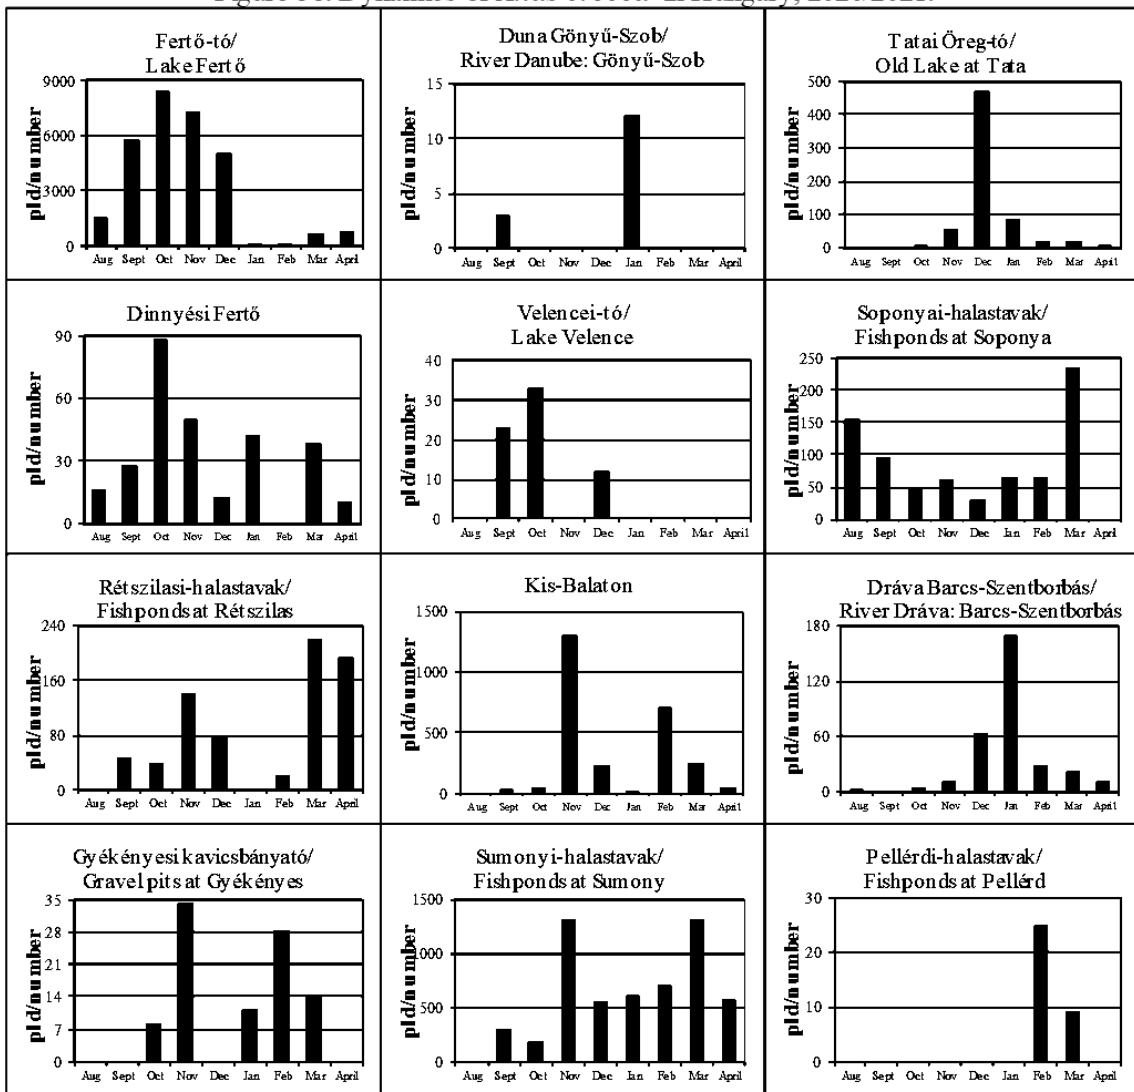 Fertő-tó/
Lake Fertő
pld/number
9000
6000
3000
0
Aug Sept Oct Nov Dec Jan Feb Mar April
Duna Gönyű-Szob/
River Danube: Gönyű-Szob
pld/number
15
10
5
0
Aug Sept Oct Nov Dec Jan Feb Mar April
Tatai Öreg-tó/
Old Lake at Tata
pld/number
500
400
300
200
100
0
Aug Sept Oct Nov Dec Jan Feb Mar April
Dinnyési Fertő
pld/number
90
60
30
0
Aug Sept Oct Nov Dec Jan Feb Mar April
Velencei-tó/
Lake Velence
pld/number
40
30
20
10
0
Aug Sept Oct Nov Dec Jan Feb Mar April
Soponyai-halastavak/
Fishponds at Soponya
pld/number
250
200
150
100
50
0
Aug Sept Oct Nov Dec Jan Feb Mar April
Rétszilasi-halastavak/
Fishponds at Rétszilas
pld/number
240
160
80
0
Aug Sept Oct Nov Dec Jan Feb Mar April
Kis-Balaton
pld/number
1500
1000
500
0
Aug Sept Oct Nov Dec Jan Feb Mar April
Dráva Barcs-Szentborbás/
River Dráva: Barcs-Szentborbás
pld/number
180
120
60
0
Aug Sept Oct Nov Dec Jan Feb Mar April
Gyékényesi kavicsbányató/
Gravel pits at Gyékényes
pld/number
35
28
21
14
7
0
Aug Sept Oct Nov Dec Jan Feb Mar April
Sumonyi-halastavak/
Fishponds at Sumony
pld/number
1500
1000
500
0
Aug Sept Oct Nov Dec Jan Feb Mar April
Pellérdi-halastavak/
Fishponds at Pellérd
pld/number
30
20
10
0
Aug Sept Oct Nov Dec Jan Feb Mar April